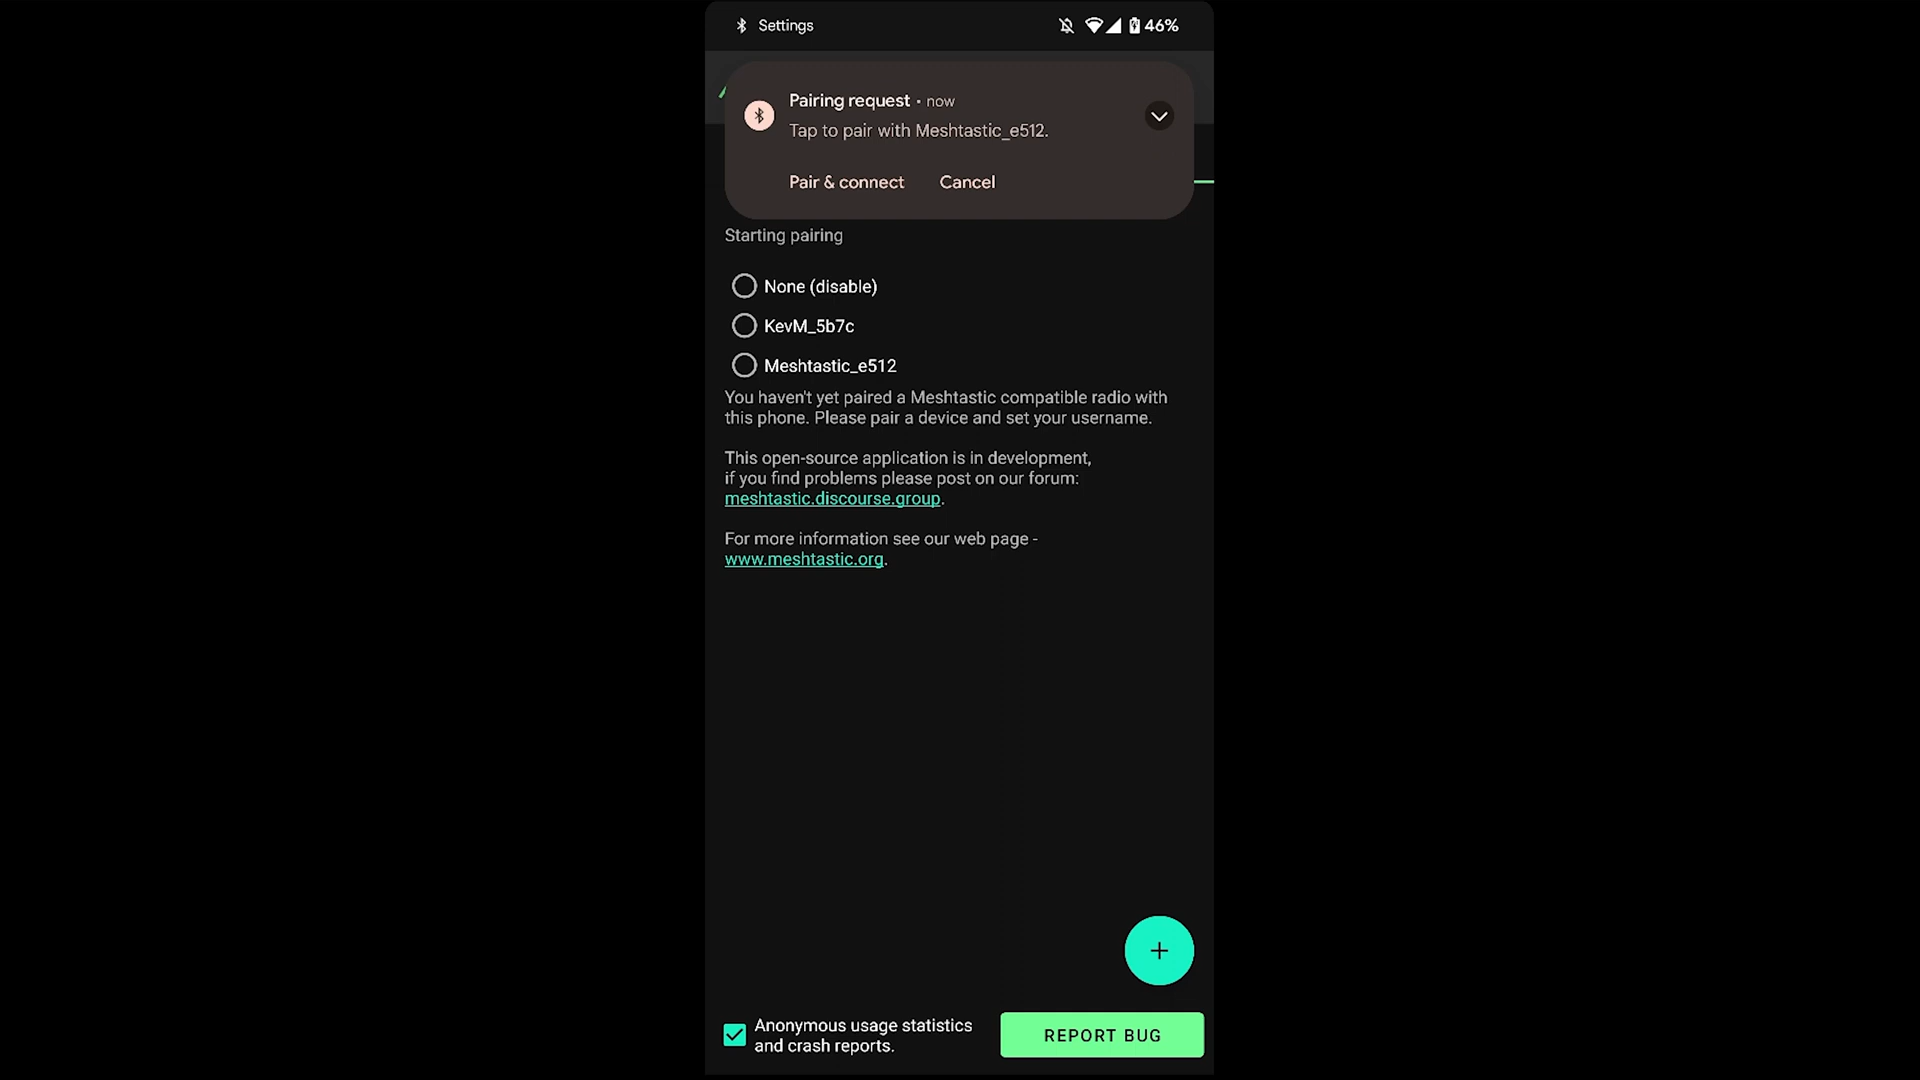 Settings
46%
Pairing request • now
Tap to pair with Meshtastic_e512.
Pair & connect
Cancel
Starting pairing
None (disable)
KevM_5b7c
Meshtastic_e512
You haven't yet paired a Meshtastic compatible radio with
this phone. Please pair a device and set your username.
This open-source application is in development,
if you find problems please post on our forum:
meshtastic.discourse.group.
For more information see our web page -
www.meshtastic.org.
Anonymous usage statistics
and crash reports.
REPORT BUG